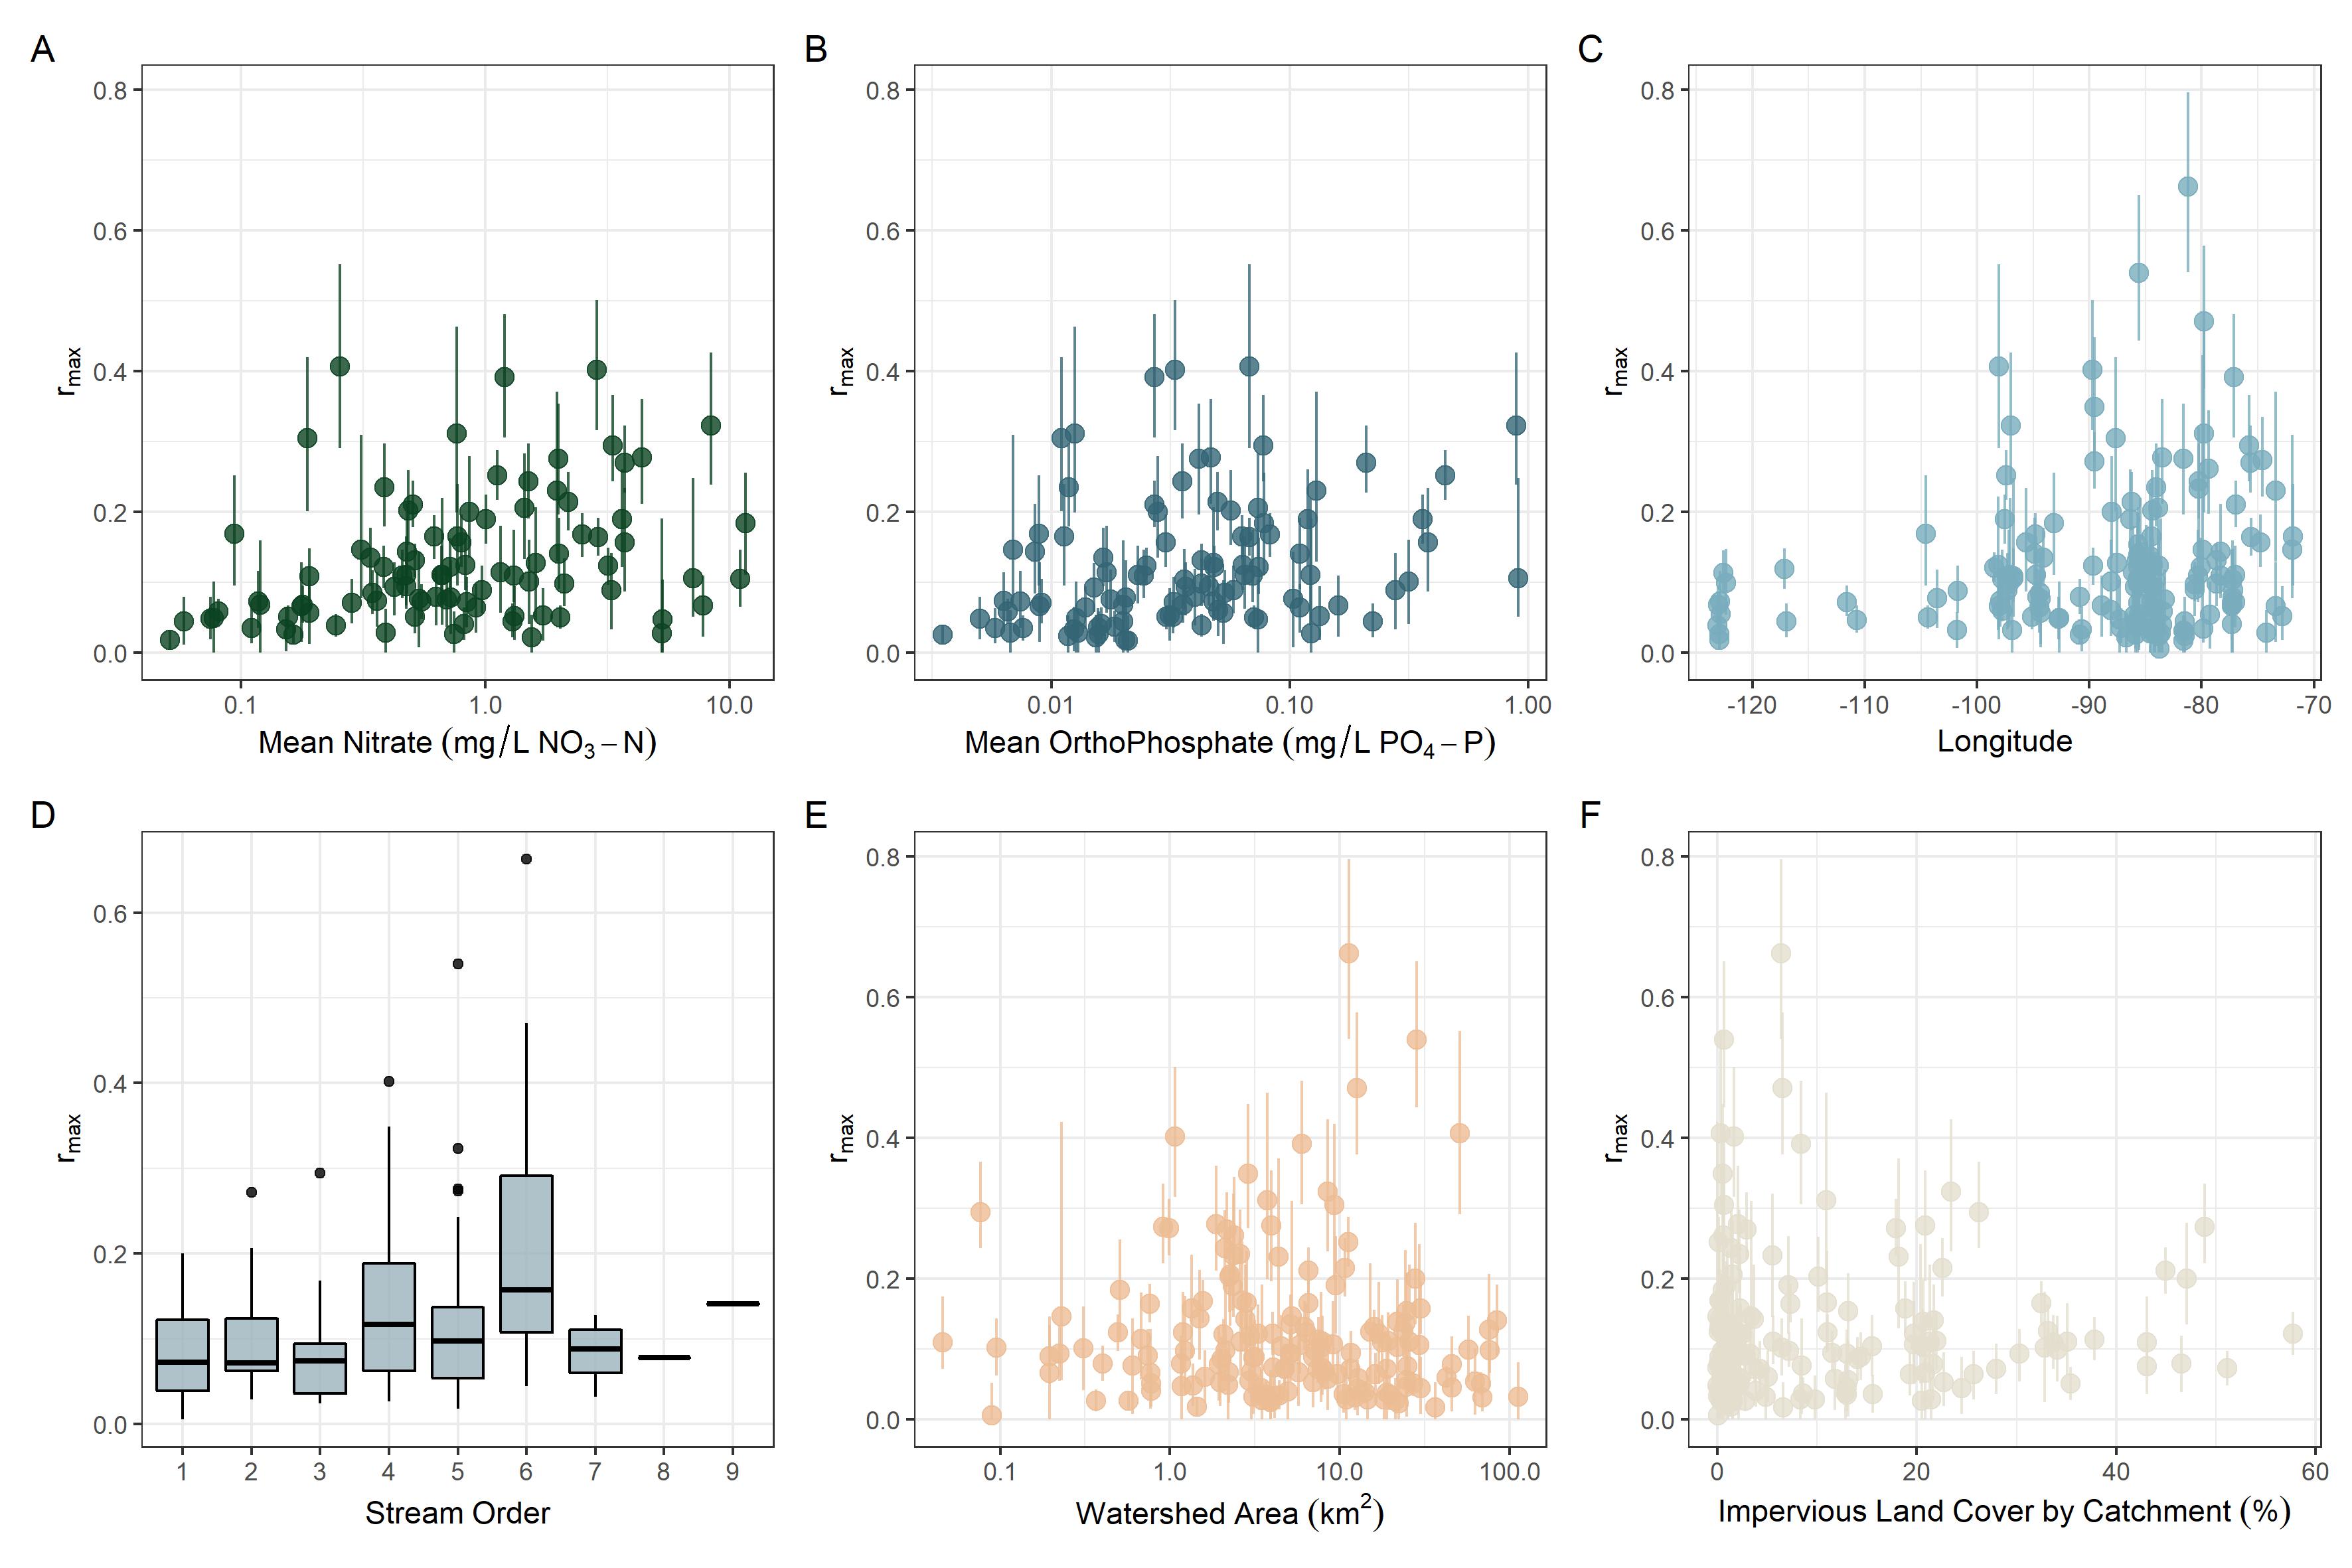 A
B
C
0.8
0.6
0.4
0.2
0.0
r_max
0.1 1.0 10.0
Mean Nitrate (mg/L NO₃ – N)
0.8
0.6
0.4
0.2
0.0
r_max
0.01 0.10 1.00
Mean OrthoPhosphate (mg/L PO₄ – P)
0.8
0.6
0.4
0.2
0.0
r_max
-120 -110 -100 -90 -80 -70
Longitude
D
E
F
0.6
0.4
0.2
0.0
r_max
1 2 3 4 5 6 7 8 9
Stream Order
0.8
0.6
0.4
0.2
0.0
r_max
0.1 1.0 10.0 100.0
Watershed Area (km²)
0.8
0.6
0.4
0.2
0.0
r_max
0 20 40 60
Impervious Land Cover by Catchment (%)